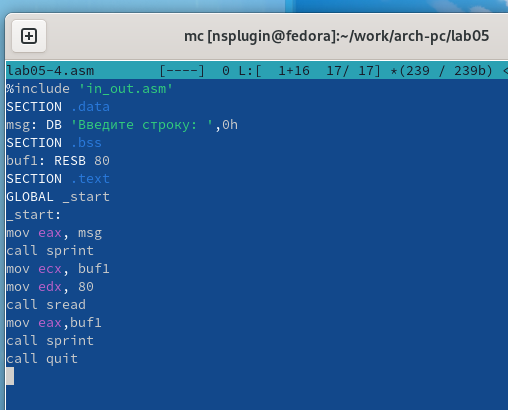 mc [nsplugin@fedora]:~/work/arch-pc/lab05
lab05-4.asm [----] 0 L:[ 1+16 17/ 17] *(239 / 239b) <
%include 'in_out.asm'
SECTION .data
msg: DB 'Введите строку: ',0h
SECTION .bss
buf1: RESB 80
SECTION .text
GLOBAL _start
_start:
mov eax, msg
call sprint
mov ecx, buf1
mov edx, 80
call sread
mov eax,buf1
call sprint
call quit